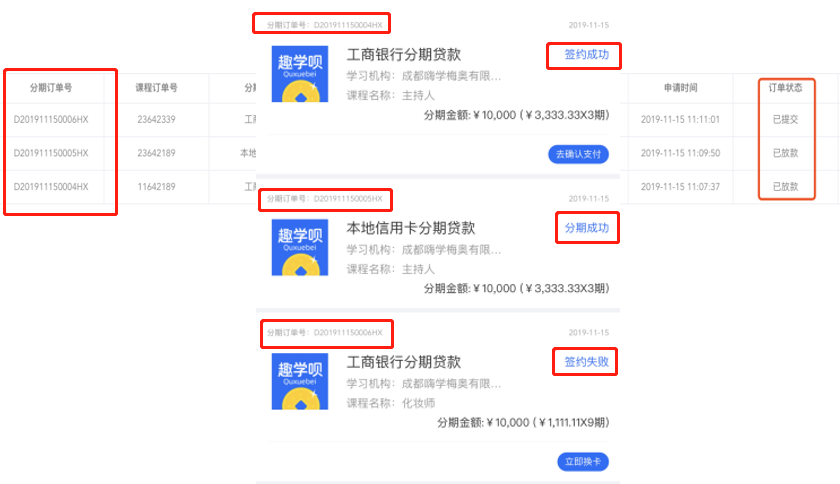 分期订单号：D201911150004HX 2019-11-15
趣学呗
Quxuebei
工商银行分期贷款 签约成功
学习机构：成都嗨学梅奥有限...
课程名称：主持人
分期金额:￥10,000 (￥3,333.33X3期)
去确认支付
分期订单号：D201911150005HX 2019-11-15
趣学呗
Quxuebei
本地信用卡分期贷款 分期成功
学习机构：成都嗨学梅奥有限...
课程名称：主持人
分期金额:￥10,000 (￥3,333.33X3期)
分期订单号：D201911150006HX 2019-11-15
趣学呗
Quxuebei
工商银行分期贷款 签约失败
学习机构：成都嗨学梅奥有限...
课程名称：化妆师
分期金额:￥10,000 (￥1,111.11X9期)
立即换卡
分期订单号 课程订单号 分 申请时间 订单状态
D201911150006HX 23642339 工 2019-11-15 11:11:01 已提交
D201911150005HX 23642189 本地 2019-11-15 11:09:50 已放款
D201911150004HX 11642189 工 2019-11-15 11:07:37 已放款